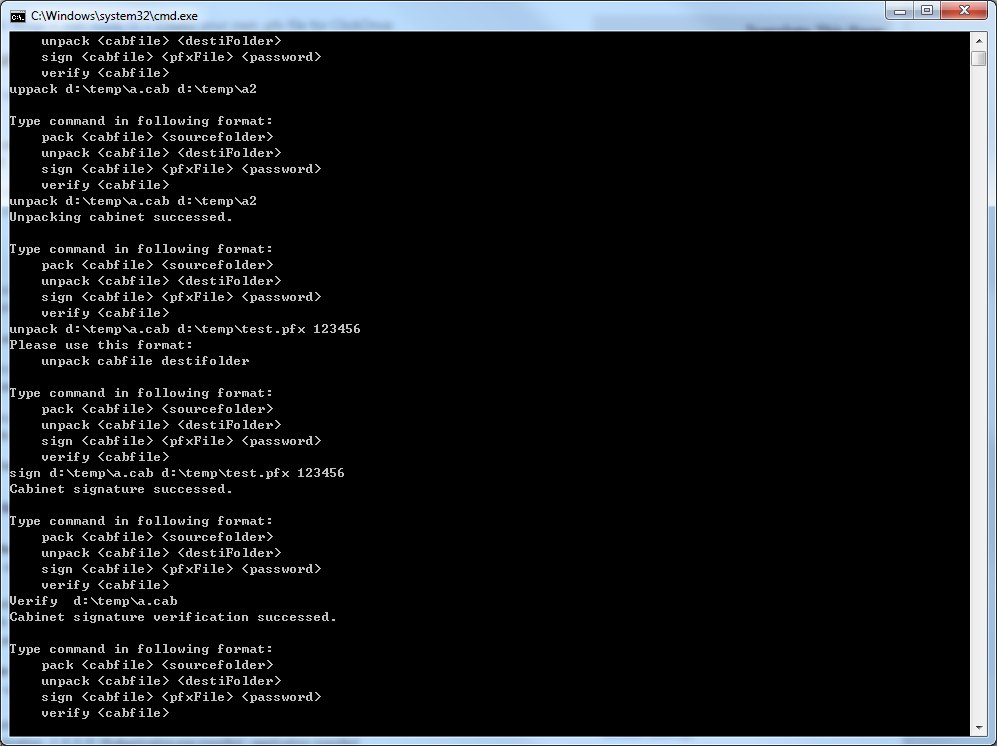 C:\Windows\system32\cmd.exe
unpack <cabfile> <destiFolder>
sign <cabfile> <pfxFile> <password>
verify <cabfile>
uppack d:\temp\a.cab d:\temp\a2
Type command in following format:
pack <cabfile> <sourcefolder>
unpack <cabfile> <destiFolder>
sign <cabfile> <pfxFile> <password>
verify <cabfile>
unpack d:\temp\a.cab d:\temp\a2
Unpacking cabinet successed.
Type command in following format:
pack <cabfile> <sourcefolder>
unpack <cabfile> <destiFolder>
sign <cabfile> <pfxFile> <password>
verify <cabfile>
unpack d:\temp\a.cab d:\temp\test.pfx 123456
Please use this format:
unpack cabfile destifolder
Type command in following format:
pack <cabfile> <sourcefolder>
unpack <cabfile> <destiFolder>
sign <cabfile> <pfxFile> <password>
verify <cabfile>
sign d:\temp\a.cab d:\temp\test.pfx 123456
Cabinet signature successed.
Type command in following format:
pack <cabfile> <sourcefolder>
unpack <cabfile> <destiFolder>
sign <cabfile> <pfxFile> <password>
verify <cabfile>
Verify  d:\temp\a.cab
Cabinet signature verification successed.
Type command in following format:
pack <cabfile> <sourcefolder>
unpack <cabfile> <destiFolder>
sign <cabfile> <pfxFile> <password>
verify <cabfile>